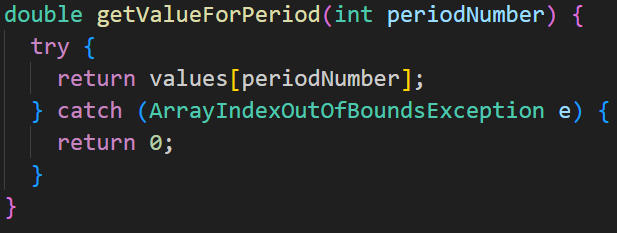 double getValueForPeriod(int periodNumber) {
  try {
    return values[periodNumber];
  } catch (ArrayIndexOutOfBoundsException e) {
    return 0;
  }
}